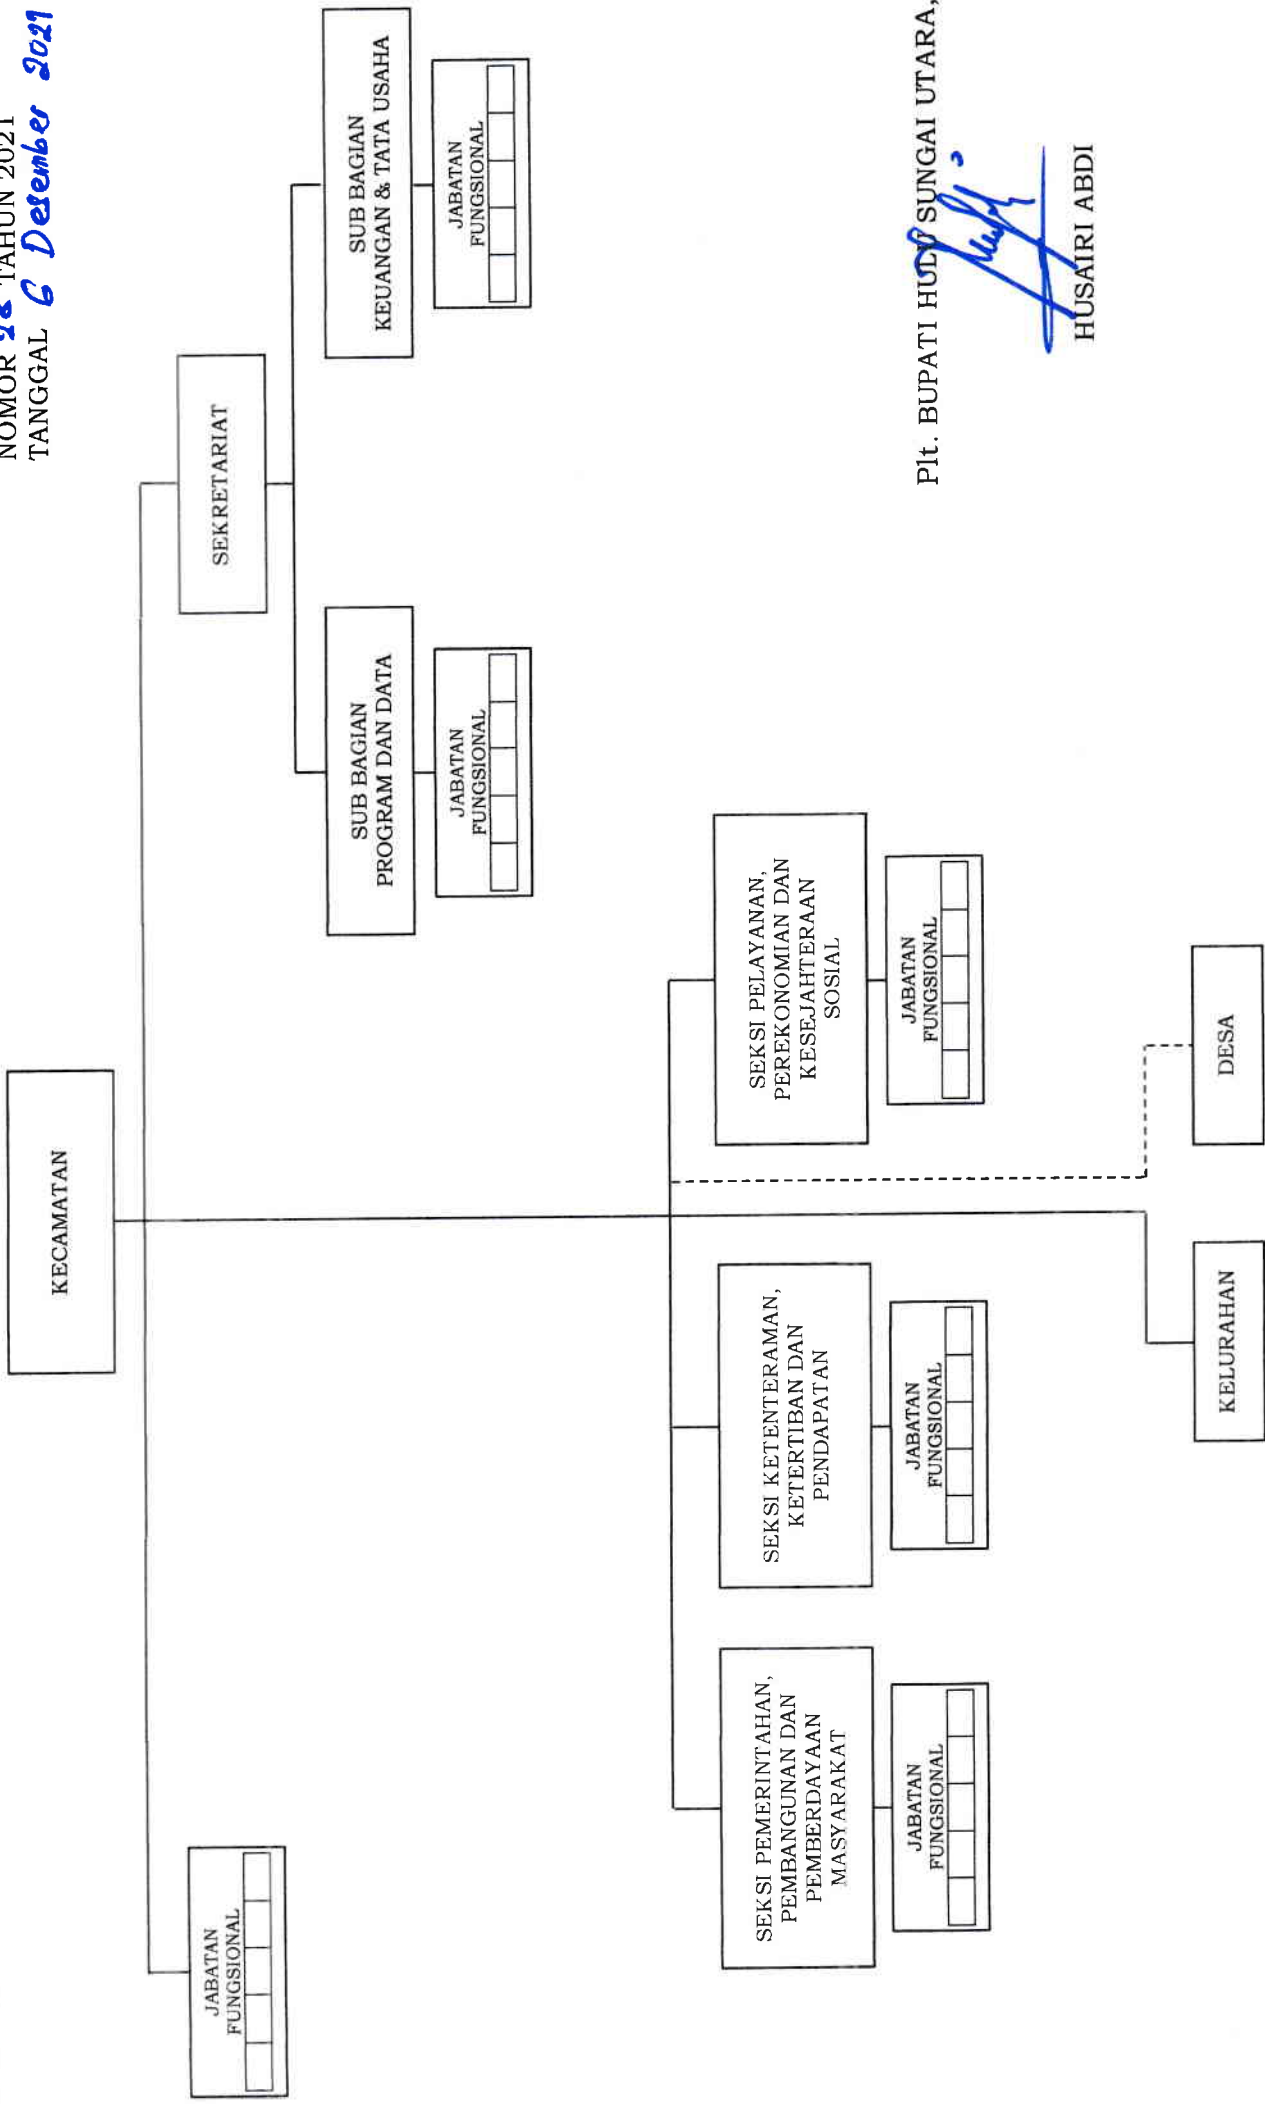 NOMOR TAHUN 2021
TANGGAL 6 Desember 2021
KECAMATAN
SEKRETARIAT
JABATAN
FUNGSIONAL
SUB BAGIAN
PROGRAM DAN DATA
SUB BAGIAN
KEUANGAN & TATA USAHA
JABATAN
FUNGSIONAL
JABATAN
FUNGSIONAL
SEKSI PEMERINTAHAN,
PEMBANGUNAN DAN
PEMBERDAYAAN
MASYARAKAT
SEKSI KETENTERAMAN,
KETERTIBAN DAN
PENDAPATAN
SEKSI PELAYANAN,
PEREKONOMIAN DAN
KESEJAHTERAAN
SOSIAL
JABATAN
FUNGSIONAL
JABATAN
FUNGSIONAL
JABATAN
FUNGSIONAL
KELURAHAN
DESA
Plt. BUPATI HULU SUNGAI UTARA,
HUSAIRI ABDI